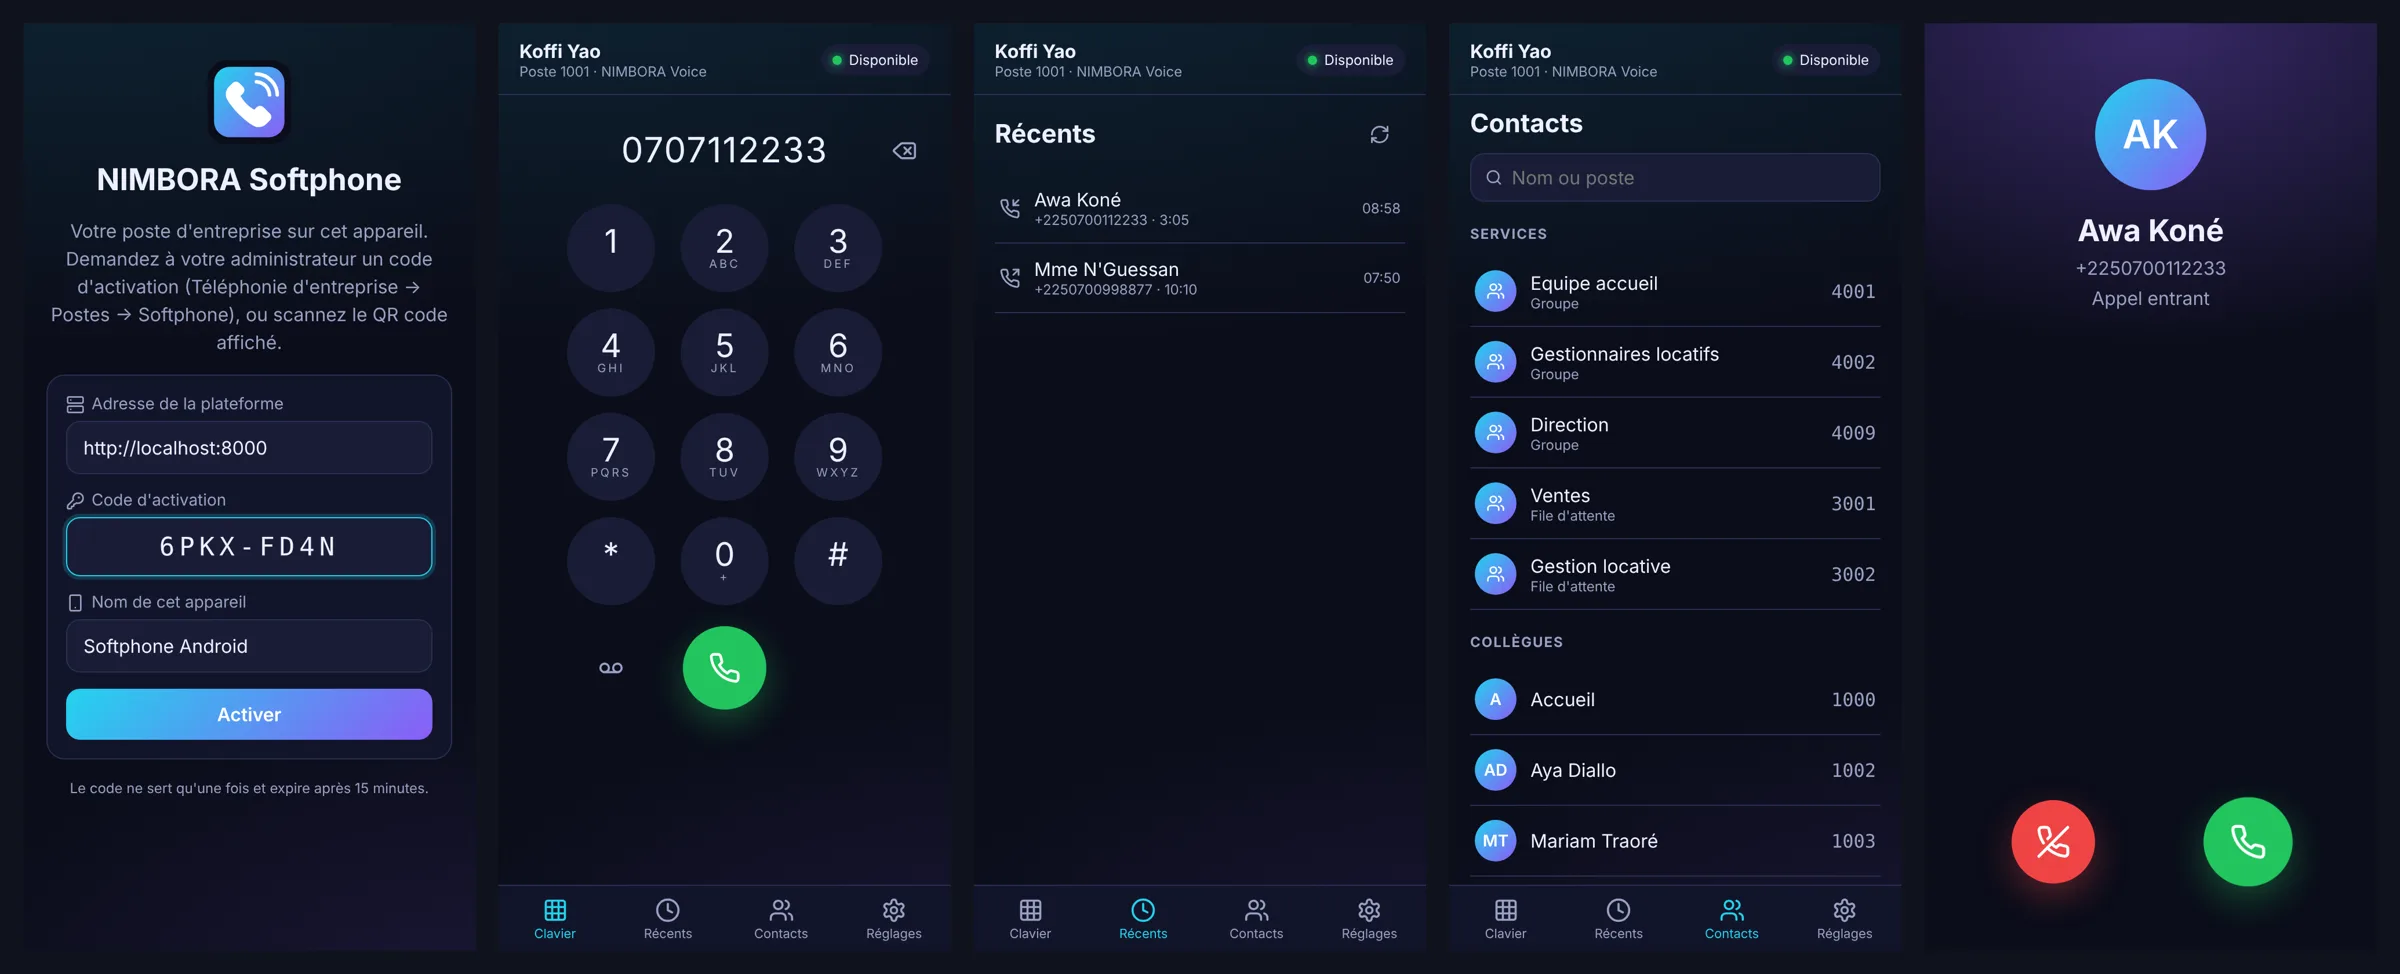 NIMBORA Softphone
Votre poste d'entreprise sur cet appareil.
Demandez à votre administrateur un code
d'activation (Téléphonie d'entreprise →
Postes → Softphone), ou scannez le QR code
affiché.
Adresse de la plateforme
http://localhost:8000
Code d'activation
6PKX-FD4N
Nom de cet appareil
Softphone Android
Activer
Le code ne sert qu'une fois et expire après 15 minutes.
Koffi Yao
Poste 1001 · NIMBORA Voice
Disponible
0707112233
1
2
3
ABC
DEF
4
5
6
GHI
JKL
MNO
7
8
9
PQRS
TUV
WXYZ
*
0
#
+
Clavier
Récents
Contacts
Réglages
Koffi Yao
Poste 1001 · NIMBORA Voice
Disponible
Récents
Awa Koné
+2250700112233 · 3:05
08:58
Mme N'Guessan
+2250700998877 · 10:10
07:50
Clavier
Récents
Contacts
Réglages
Koffi Yao
Poste 1001 · NIMBORA Voice
Disponible
Contacts
Nom ou poste
SERVICES
Equipe accueil
Groupe
4001
Gestionnaires locatifs
Groupe
4002
Direction
Groupe
4009
Ventes
File d'attente
3001
Gestion locative
File d'attente
3002
COLLÈGUES
A
Accueil
1000
AD
Aya Diallo
1002
MT
Mariam Traoré
1003
Clavier
Récents
Contacts
Réglages
AK
Awa Koné
+2250700112233
Appel entrant